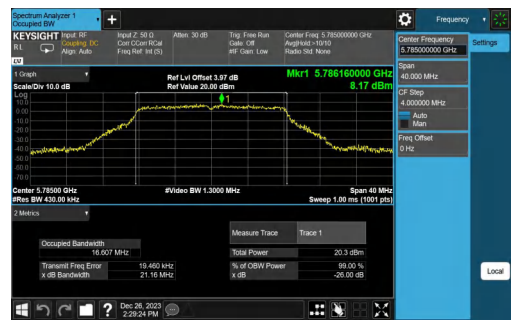 Spectrum Analyzer 1
Occupied BW
Frequency
KEYSIGHT
RL
Input: RF
Coupling: DC
Align: Auto
Input Z: 50 Ω
Corr CCorr RCal
Freq Ref: Int (S)
Atten: 30 dB
Trig: Free Run
Gate: Off
#IF Gain: Low
Center Freq: 5.785000000 GHz
Avg|Hold:>10/10
Radio Std: None
LV
1 Graph
Scale/Div 10.0 dB
Ref Lvl Offset 3.97 dB
Ref Value 20.00 dBm
Mkr1 5.786160000 GHz
8.17 dBm
Log
10.0
0.00
-10.0
-20.0
-30.0
-40.0
-50.0
-60.0
-70.0
1
Center 5.78500 GHz
#Res BW 430.00 kHz
#Video BW 1.3000 MHz
Span 40 MHz
Sweep 1.00 ms (1001 pts)
2 Metrics
Measure Trace
Trace 1
Occupied Bandwidth
16.607 MHz
Total Power
20.3 dBm
Transmit Freq Error
19.460 kHz
% of OBW Power
99.00 %
x dB Bandwidth
21.16 MHz
x dB
-26.00 dB
Center Frequency
5.785000000 GHz
Settings
Span
40.000 MHz
CF Step
4.000000 MHz
Auto
Man
Freq Offset
0 Hz
Local
?
Dec 26, 2023
2:29:24 PM